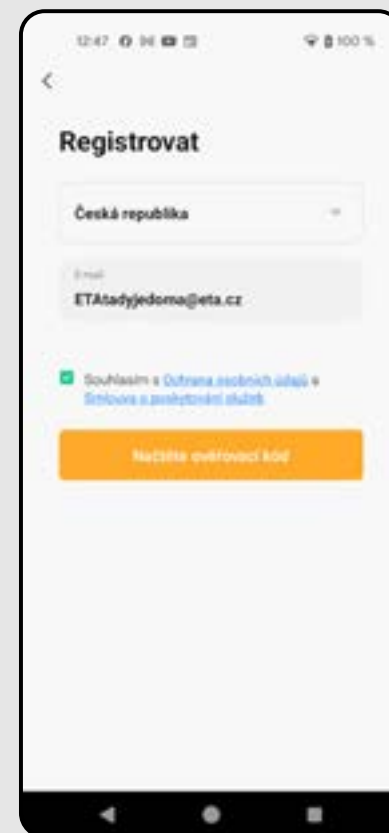 12:47 100 %
Registrovat
Česká republika
E-mail
ETAtadyjedoma@eta.cz
Souhlasím s Ochrana osobních údajů a
Smlouva o poskytování služeb
Načtěte ověřovací kód